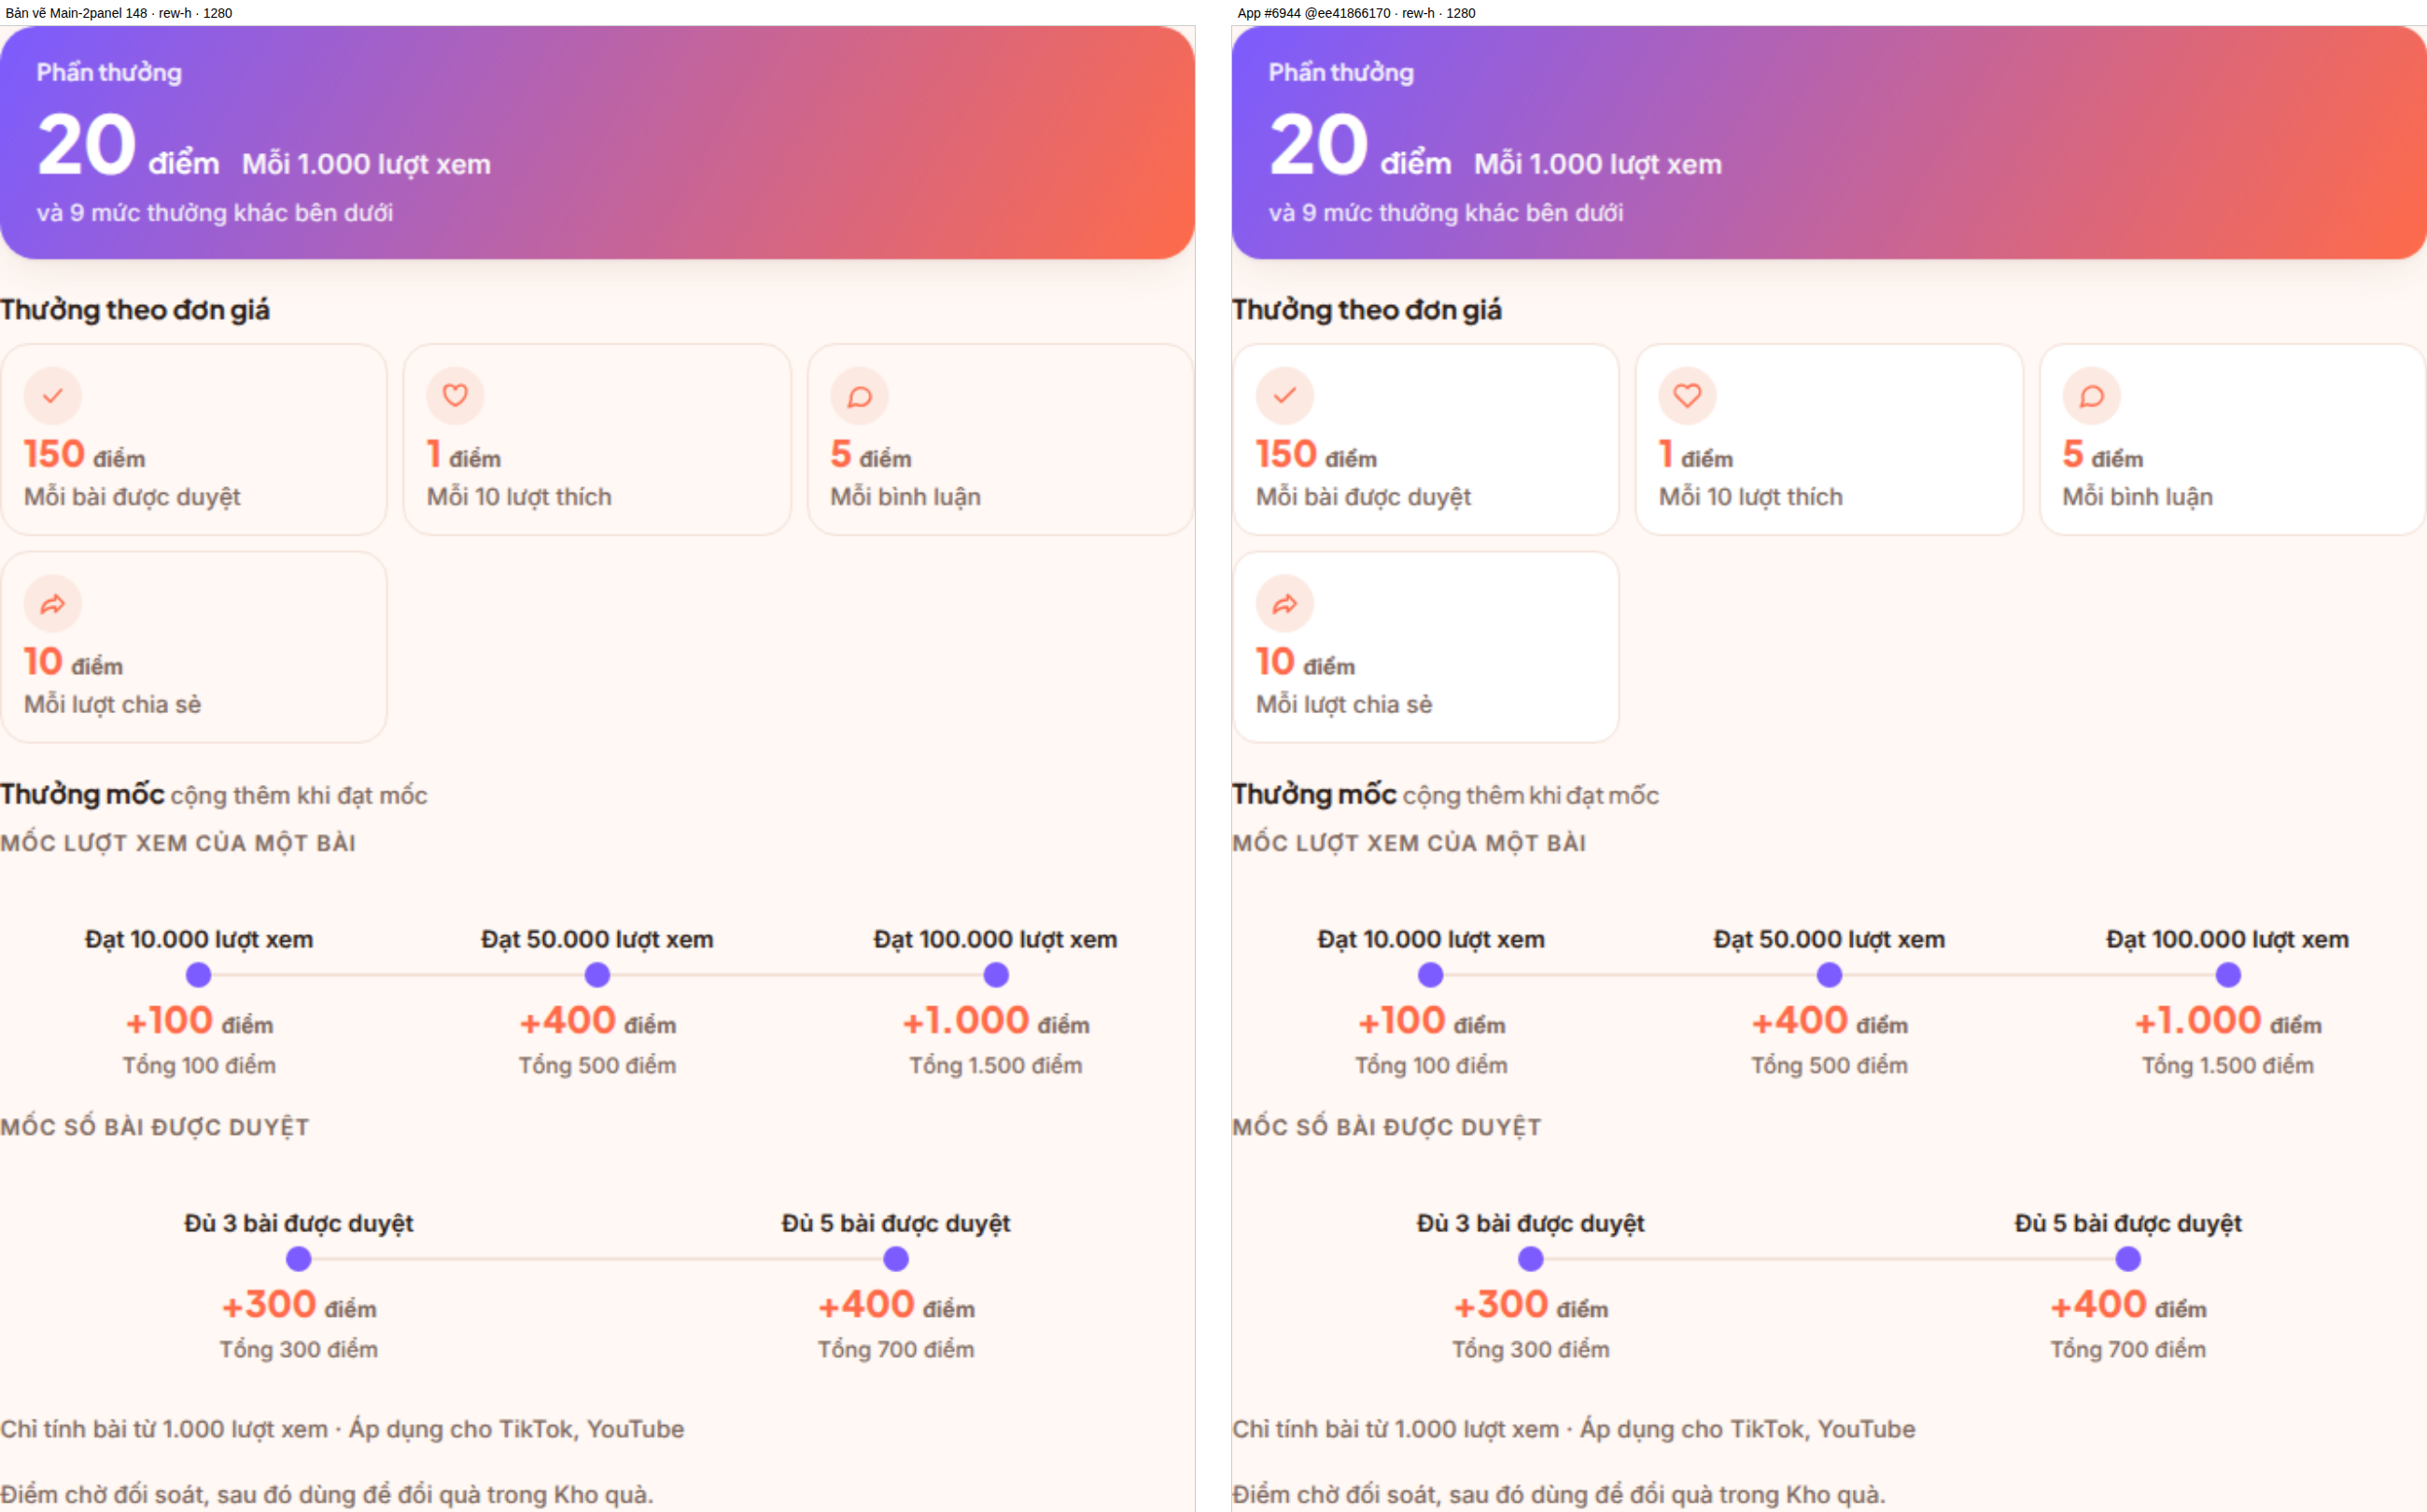 Bản vẽ Main-2panel 148 · rew-h · 1280
Phần thưởng
20 điểm Mỗi 1.000 lượt xem
và 9 mức thưởng khác bên dưới
Thưởng theo đơn giá
150 điểm
Mỗi bài được duyệt
1 điểm
Mỗi 10 lượt thích
5 điểm
Mỗi bình luận
10 điểm
Mỗi lượt chia sẻ
Thưởng mốc cộng thêm khi đạt mốc
MỐC LƯỢT XEM CỦA MỘT BÀI
Đạt 10.000 lượt xem
+100 điểm
Tổng 100 điểm
Đạt 50.000 lượt xem
+400 điểm
Tổng 500 điểm
Đạt 100.000 lượt xem
+1.000 điểm
Tổng 1.500 điểm
MỐC SỐ BÀI ĐƯỢC DUYỆT
Đủ 3 bài được duyệt
+300 điểm
Tổng 300 điểm
Đủ 5 bài được duyệt
+400 điểm
Tổng 700 điểm
Chỉ tính bài từ 1.000 lượt xem · Áp dụng cho TikTok, YouTube
Điểm chờ đối soát, sau đó dùng để đổi quà trong Kho quà.
App #6944 @ee41866170 · rew-h · 1280
Phần thưởng
20 điểm Mỗi 1.000 lượt xem
và 9 mức thưởng khác bên dưới
Thưởng theo đơn giá
150 điểm
Mỗi bài được duyệt
1 điểm
Mỗi 10 lượt thích
5 điểm
Mỗi bình luận
10 điểm
Mỗi lượt chia sẻ
Thưởng mốc cộng thêm khi đạt mốc
MỐC LƯỢT XEM CỦA MỘT BÀI
Đạt 10.000 lượt xem
+100 điểm
Tổng 100 điểm
Đạt 50.000 lượt xem
+400 điểm
Tổng 500 điểm
Đạt 100.000 lượt xem
+1.000 điểm
Tổng 1.500 điểm
MỐC SỐ BÀI ĐƯỢC DUYỆT
Đủ 3 bài được duyệt
+300 điểm
Tổng 300 điểm
Đủ 5 bài được duyệt
+400 điểm
Tổng 700 điểm
Chỉ tính bài từ 1.000 lượt xem · Áp dụng cho TikTok, YouTube
Điểm chờ đối soát, sau đó dùng để đổi quà trong Kho quà.